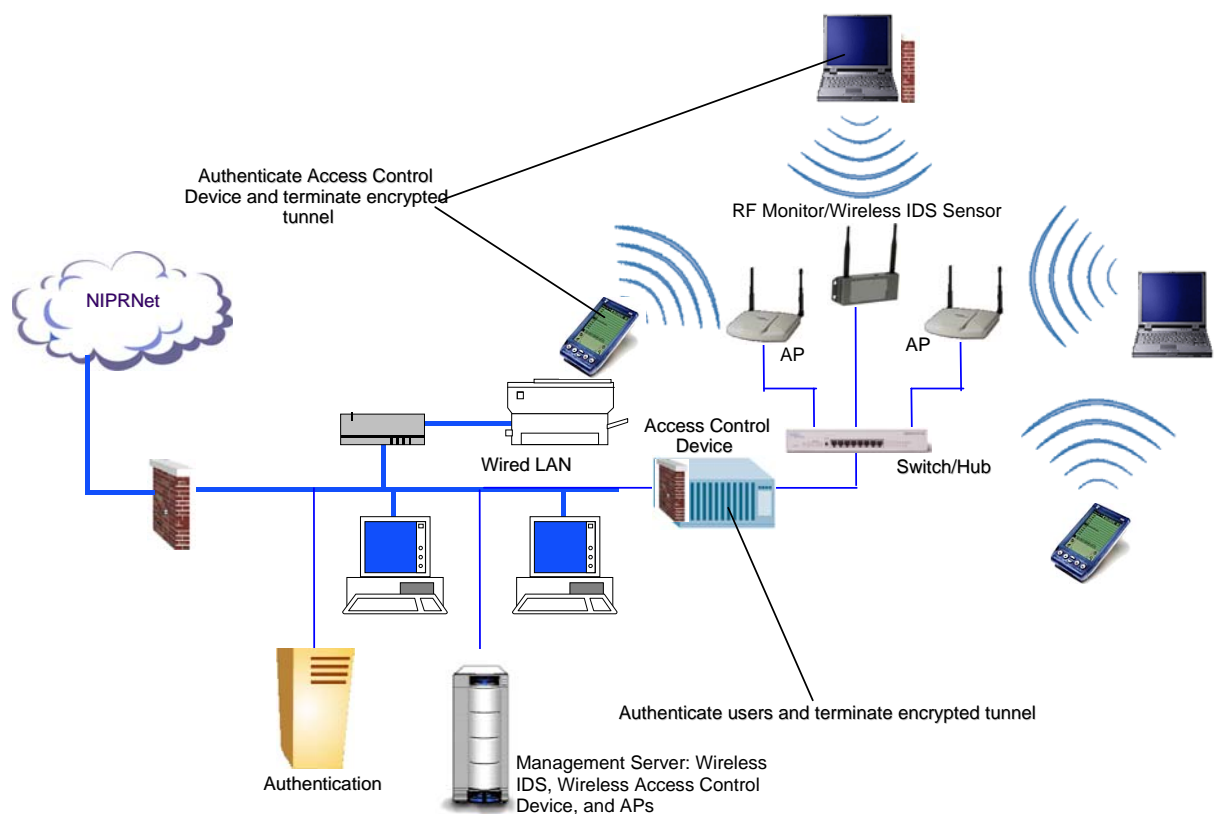 Authenticate Access Control
Device and terminate encrypted
tunnel
RF Monitor/Wireless IDS Sensor
NIPRNet
AP
AP
Access Control
Device
Wired LAN
Switch/Hub
Authenticate users and terminate encrypted tunnel
Authentication
Management Server: Wireless
IDS, Wireless Access Control
Device, and APs